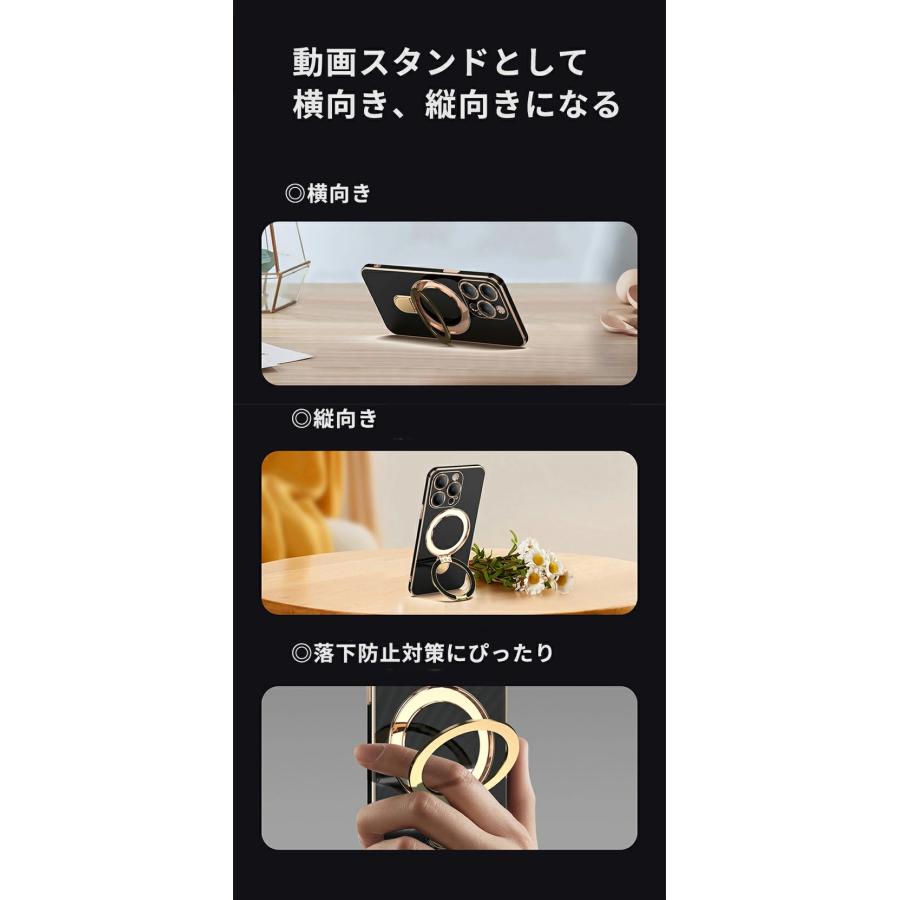 動画スタンドとして
横向き、縦向きになる
◎横向き
◎縦向き
◎落下防止対策にぴったり